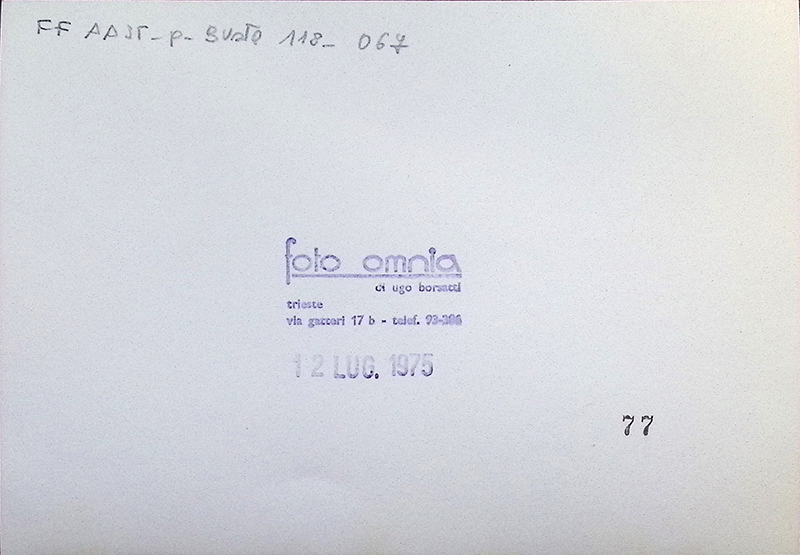 FF AAST-p-Busta 118-067
foto omnia
di ugo borsatti
trieste
via gatteri 17 b - telef. 93-386
12 LUG. 1975
77